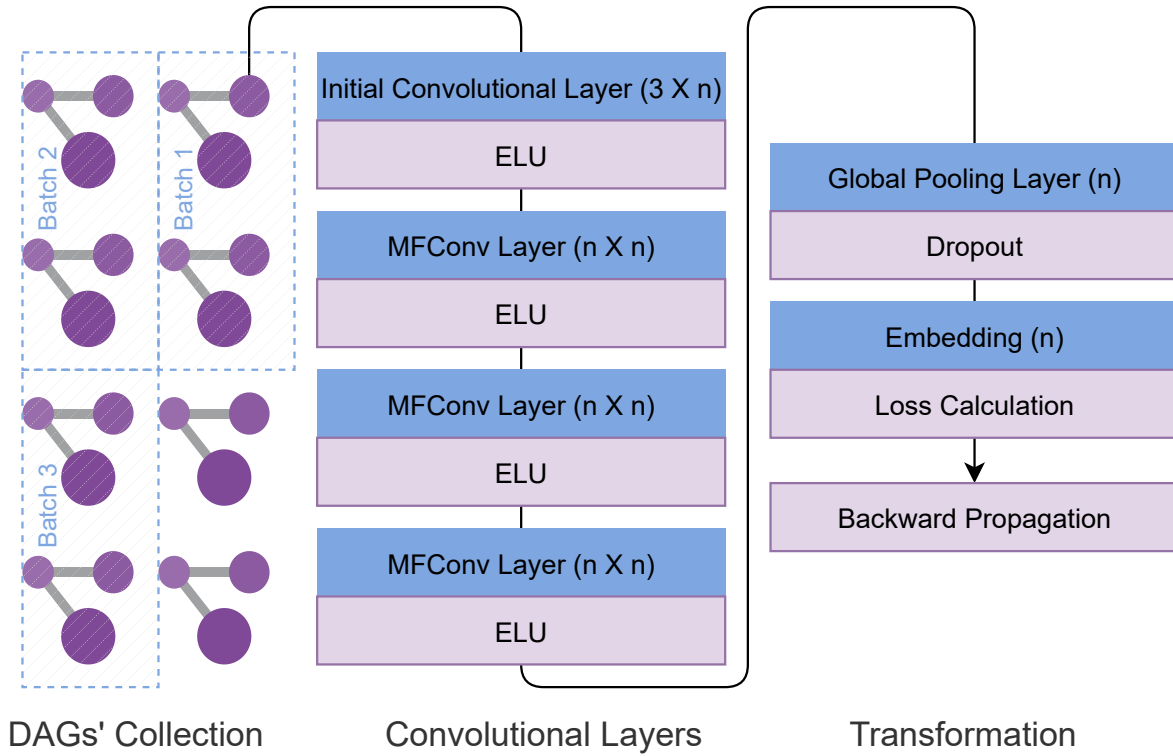 Batch 2
Batch 1
Batch 3
DAGs' Collection
Initial Convolutional Layer (3 X n)
ELU
MFConv Layer (n X n)
ELU
MFConv Layer (n X n)
ELU
MFConv Layer (n X n)
ELU
Convolutional Layers
Global Pooling Layer (n)
Dropout
Embedding (n)
Loss Calculation
Backward Propagation
Transformation